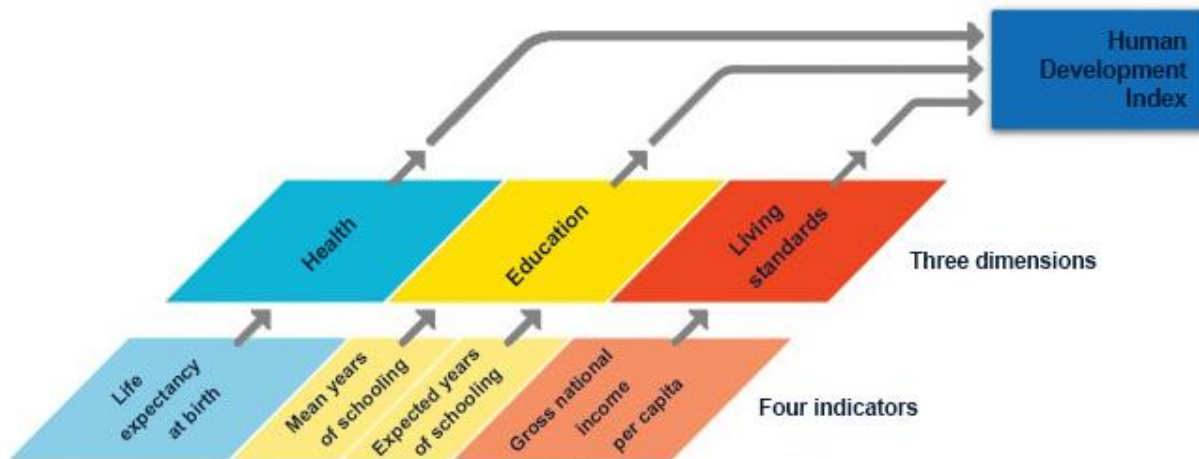 Human
Development
Index
Health
Education
Living
standards
Three dimensions
Life
expectancy
at birth
Mean years
of schooling
Expected years
of schooling
Gross national
income
per capita
Four indicators